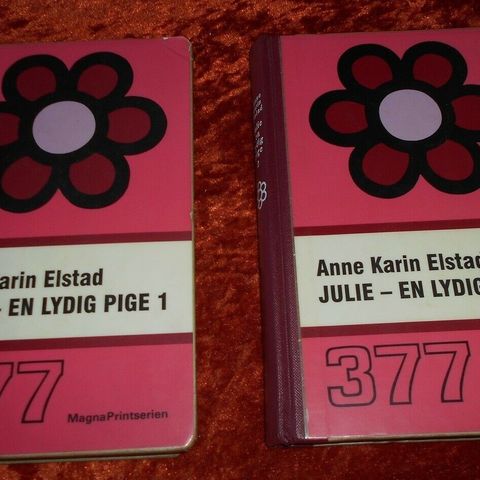 arin Elstad
- EN LYDIG PIGE 1
77
MagnaPrintserien
Anne Karin Elstad
JULIE – EN LYDIG
377